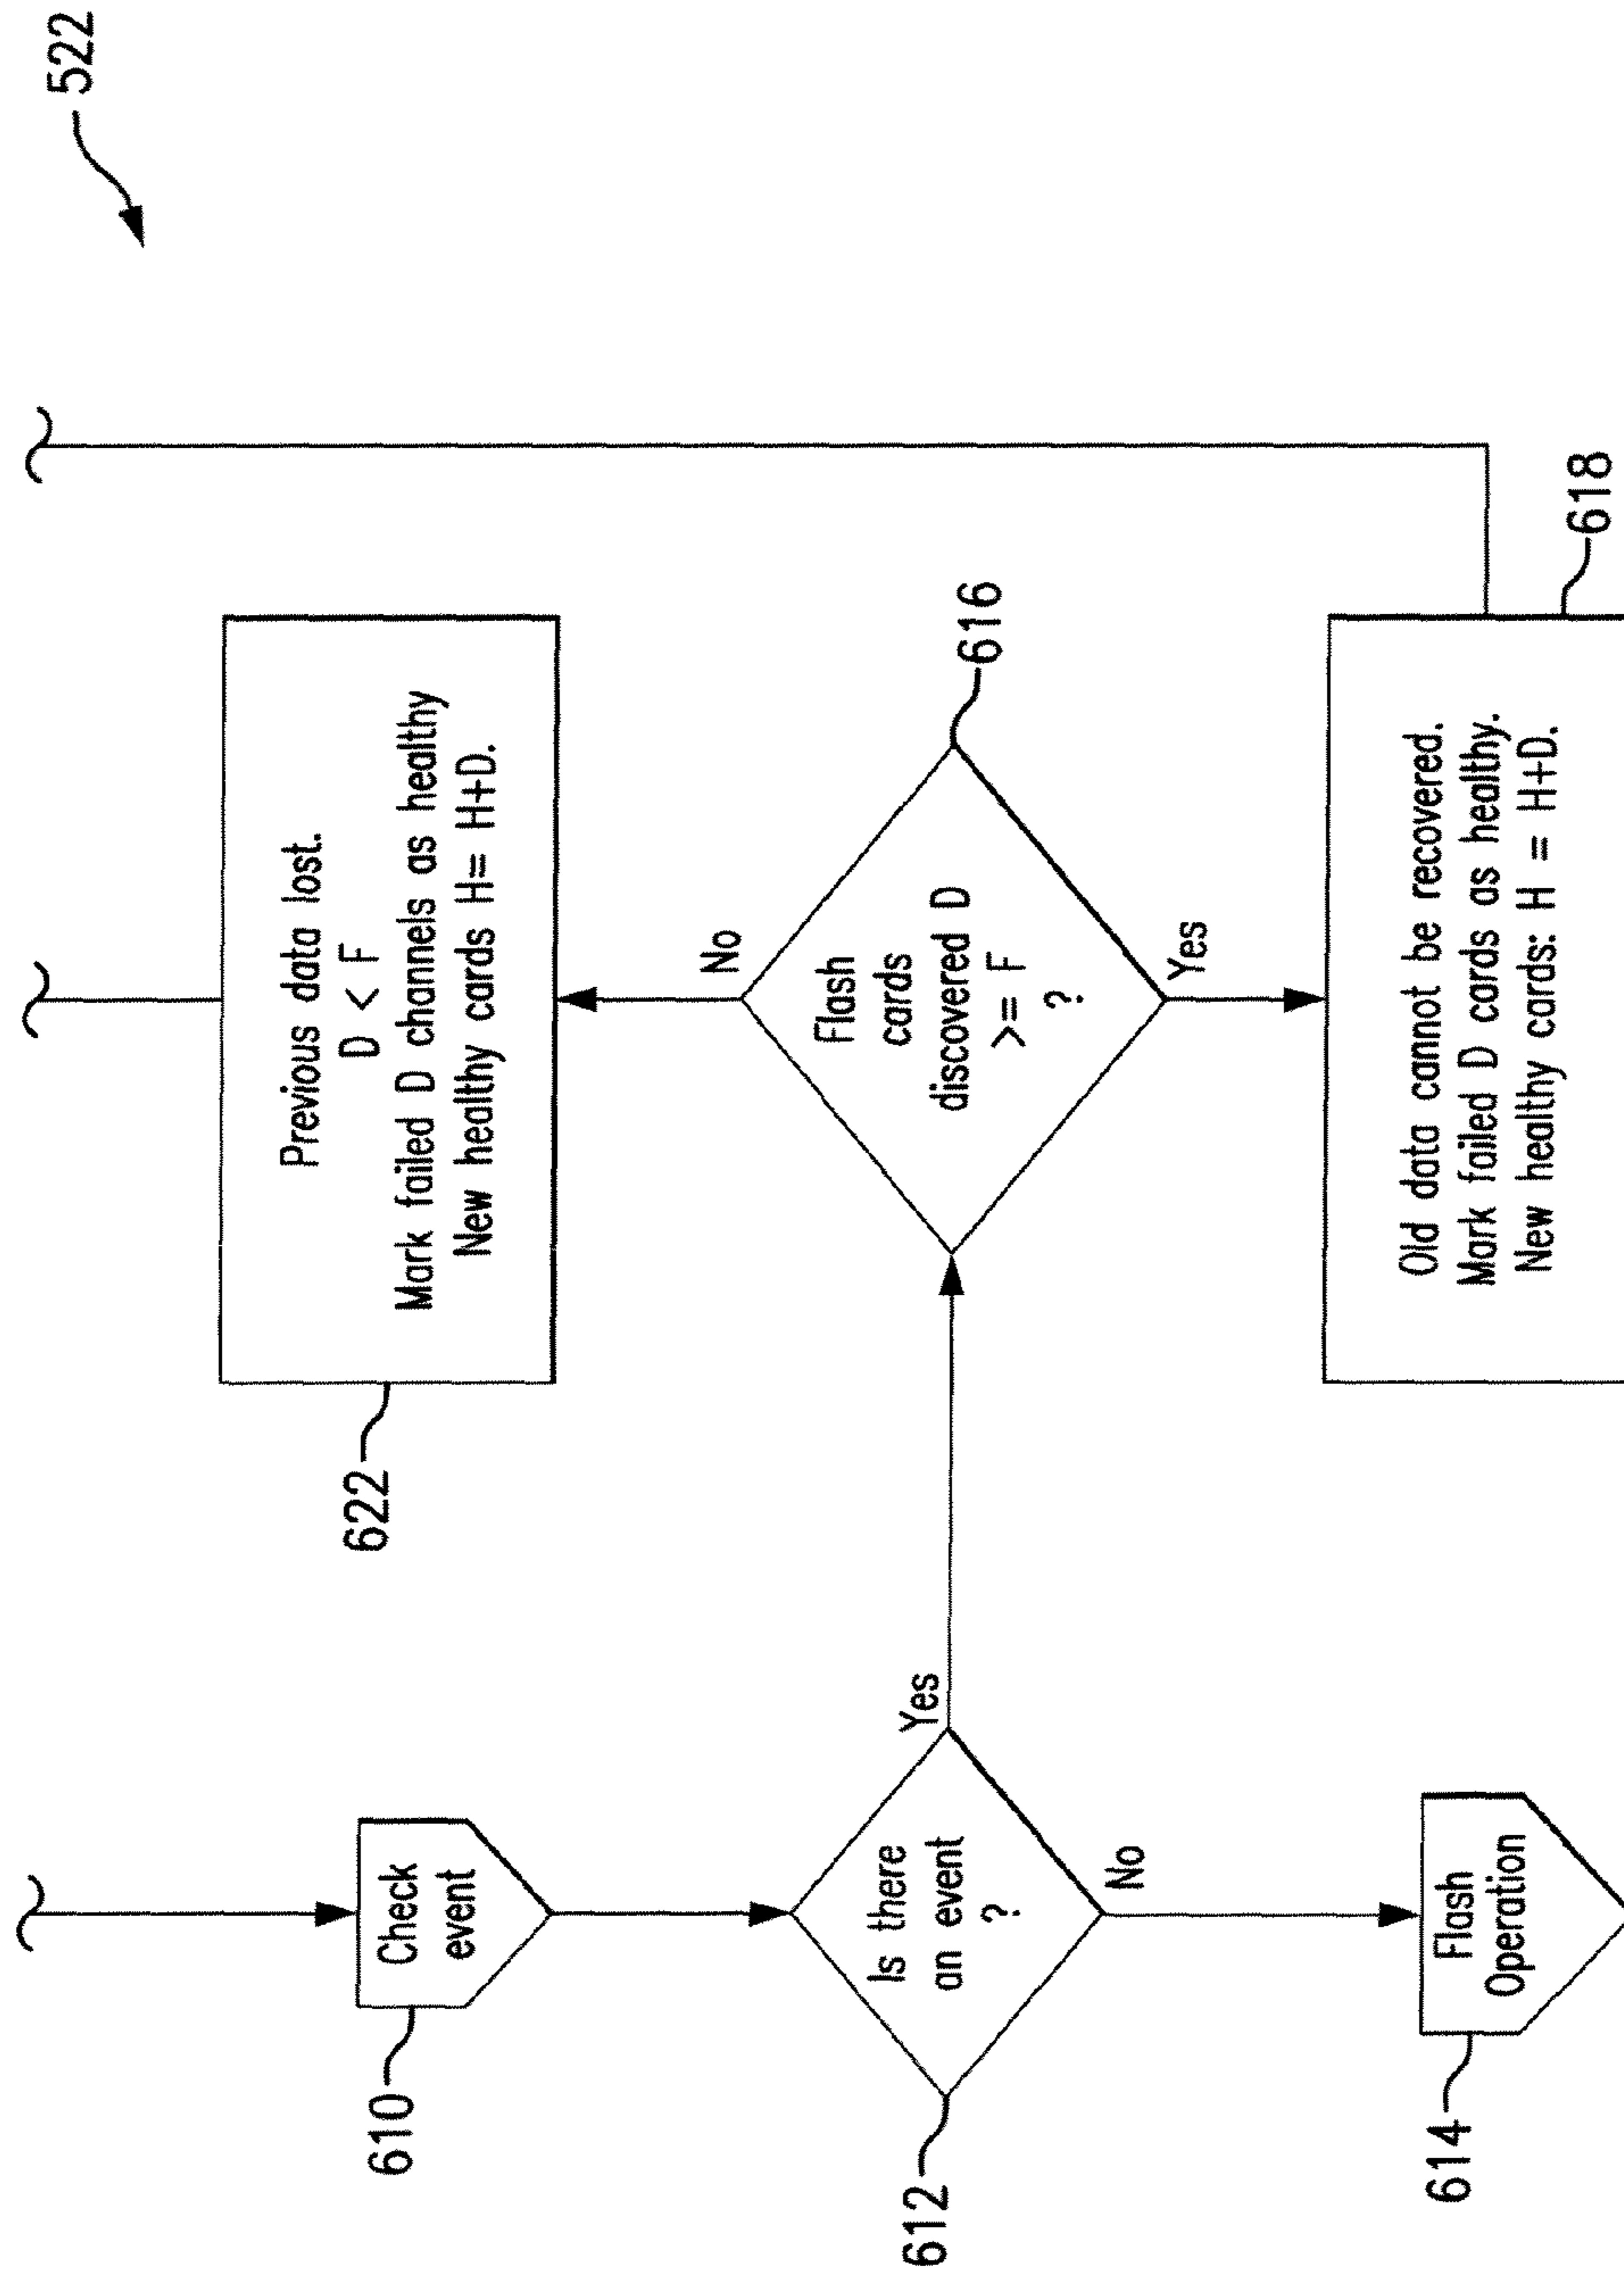 522
Previous data lost.
D < F
Mark failed D channels as healthy
New healthy cards H= H+D.
622
Check
event
610
No
Flash
cards
discovered D
>= F
?
616
Yes
Is there
an event
?
612
Yes
No
Old data cannot be recovered.
Mark failed D cards as healthy.
New healthy cards: H = H+D.
618
Flash
Operation
614